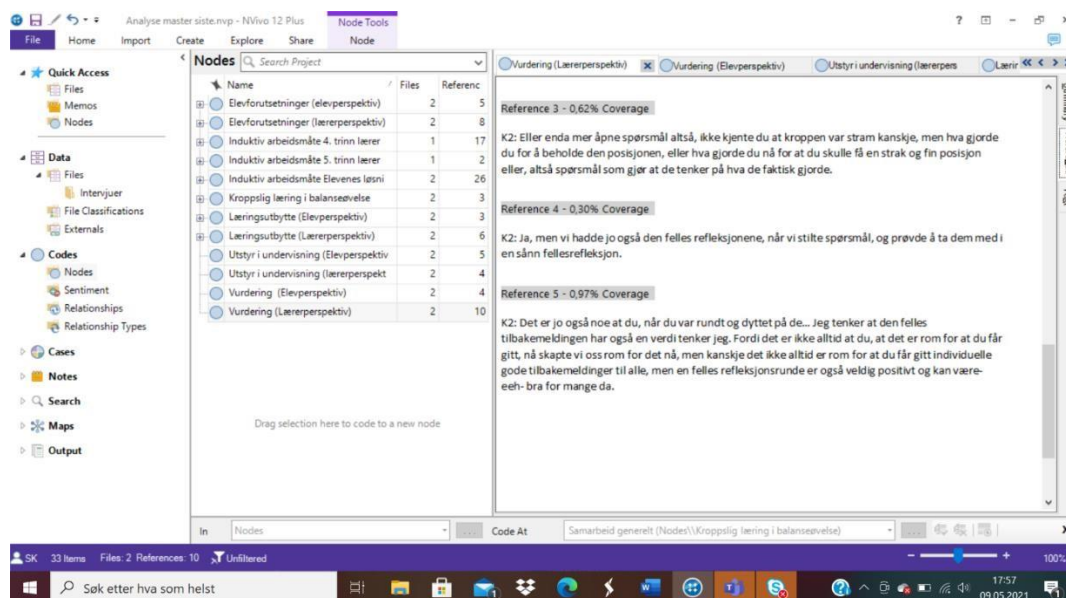 Analyse master siste.nvp - NVivo 12 Plus
Node Tools
?
File
Home
Import
Create
Explore
Share
Node
Quick Access
Files
Memos
Nodes
Data
Files
Intervjuer
File Classifications
Externals
Codes
Nodes
Sentiment
Relationships
Relationship Types
Cases
Notes
Search
Maps
Output
Nodes
Search Project
Name Files Referenc
Elevforutsetninger (elevperspektiv) 2 5
Elevforutsetninger (lærerperspektiv) 2 8
Induktiv arbeidsmåte 4. trinn lærer 1 17
Induktiv arbeidsmåte 5. trinn lærer 1 2
Induktiv arbeidsmåte Elevenes løsni 2 26
Kroppslig læring i balanseøvelse 2 3
Læringsutbytte (Elevperspektiv) 2 3
Læringsutbytte (Lærerperspektiv) 2 6
Utstyr i undervisning (Elevperspektiv 2 5
Utstyr i undervisning (lærerperspekt 2 4
Vurdering (Elevperspektiv) 2 4
Vurdering (Lærerperspektiv) 2 10
Drag selection here to code to a new node
Vurdering (Lærerperspektiv)
Vurdering (Elevperspektiv)
Utstyr i undervisning (lærerpers
Lærir
Reference 3 - 0,62% Coverage
K2: Eller enda mer åpne spørsmål altså, ikke kjente du at kroppen var stram kanskje, men hva gjorde
du for å beholde den posisjonen, eller hva gjorde du nå for at du skulle få en strak og fin posisjon
eller, altså spørsmål som gjør at de tenker på hva de faktisk gjorde.
Reference 4 - 0,30% Coverage
K2: Ja, men vi hadde jo også den felles refleksjonene, når vi stilte spørsmål, og prøvde å ta dem med i
en sånn fellesrefleksjon.
Reference 5 - 0,97% Coverage
K2: Det er jo også noe at du, når du var rundt og dyttet på de... Jeg tenker at den felles
tilbakemeldingen har også en verdi tenker jeg. Fordi det er ikke alltid at du, at det er rom for at du får
gitt, nå skapte vi oss rom for det nå, men kanskje det ikke alltid er rom for at du får gitt individuelle
gode tilbakemeldinger til alle, men en felles refleksjonsrunde er også veldig positivt og kan være-
eeh- bra for mange da.
In
Nodes
Code At
Samarbeid generelt (Nodes\\Kroppslig læring i balanseøvelse)
SK 33 Items Files: 2 References: 10 Unfiltered
100%
Søk etter hva som helst
17:57
09.05.2021